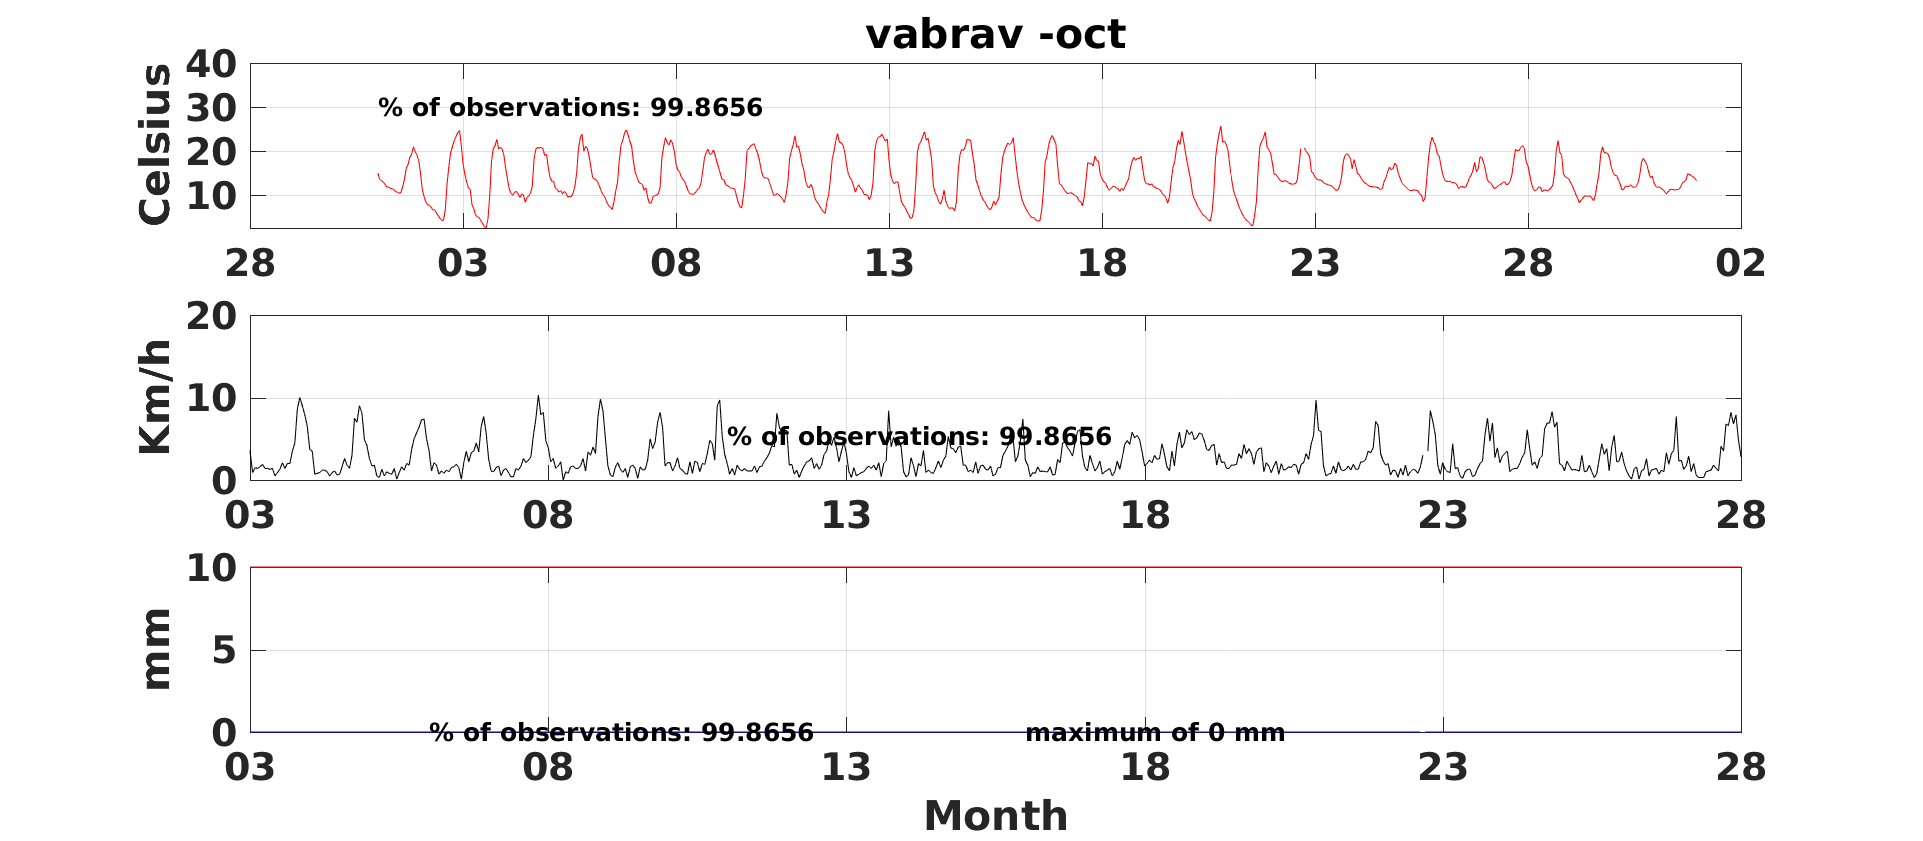 vabrav -oct
Celsius
40
30
20
10
% of observations: 99.8656
28 03 08 13 18 23 28 02
Km/h
20
10
0
% of observations: 99.8656
03 08 13 18 23 28
mm
10
5
0
% of observations: 99.8656 maximum of 0 mm
03 08 13 18 23 28
Month